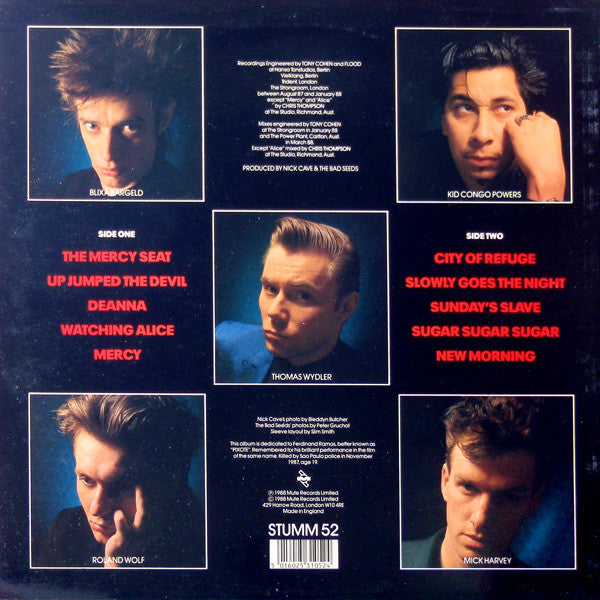 Recordings Engineered by TONY COHEN and FLOOD
at Hansa Tonstudios, Berlin
Vielklang, Berlin
Trident, London
The Strongroom, London
between August 87 and January 88
except "Mercy" and "Alice"
by CHRIS THOMPSON
at The Studio, Richmond, Aust.
Mixes engineered by TONY COHEN
at The Strongroom in January 88
and The Power Plant, Carlton, Aust.
in March 88.
Except "Alice" mixed by CHRIS THOMPSON
at The Studio, Richmond, Aust.
PRODUCED BY NICK CAVE & THE BAD SEEDS
BLIXA BARGELD
KID CONGO POWERS
SIDE ONE
THE MERCY SEAT
UP JUMPED THE DEVIL
DEANNA
WATCHING ALICE
MERCY
SIDE TWO
CITY OF REFUGE
SLOWLY GOES THE NIGHT
SUNDAY'S SLAVE
SUGAR SUGAR SUGAR
NEW MORNING
THOMAS WYDLER
Nick Cave's photo by Bleddyn Butcher
The Bad Seeds' photos by Peter Gruchot
Sleeve layout by Slim Smith
This album is dedicated to Ferdinand Ramos, better known as
"PIXOTE". Remembered for his brilliant performance in the film
of the same name. Killed by Sao Paulo police in November
1987, age 19.
MUTE
℗ 1988 Mute Records Limited
© 1988 Mute Records Limited
429 Harrow Road, London W10 4RE
Made in England
STUMM 52
5 016025 310524
ROLAND WOLF
MICK HARVEY